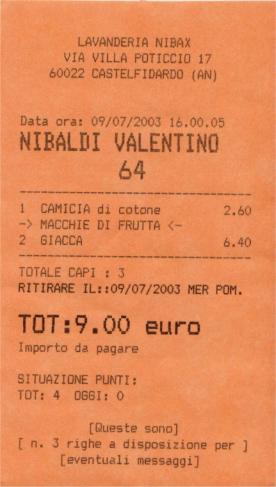 LAVANDERIA NIBAX
VIA VILLA POTICCIO 17
60022 CASTELFIDARDO (AN)
Data ora: 09/07/2003 16.00.05
NIBALDI VALENTINO
64
1 CAMICIA di cotone 2.60
-> MACCHIE DI FRUTTA <-
2 GIACCA 6.40
TOTALE CAPI : 3
RITIRARE IL::09/07/2003 MER POM.
TOT:9.00 euro
Importo da pagare
SITUAZIONE PUNTI:
TOT: 4 OGGI: 0
[Queste sono]
[ n. 3 righe a disposizione per ]
[eventuali messaggi]